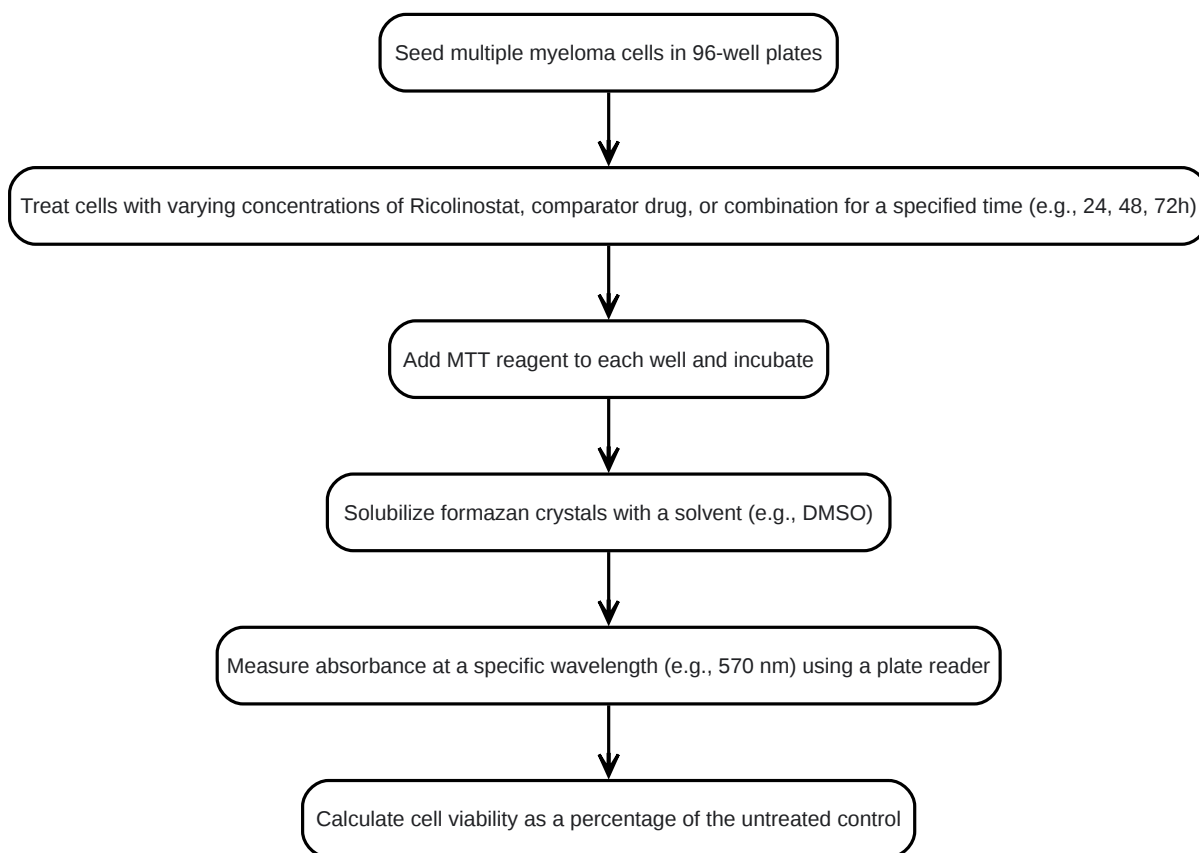 Seed multiple myeloma cells in 96-well plates
Treat cells with varying concentrations of Ricolinostat, comparator drug, or combination for a specified time (e.g., 24, 48, 72h)
Add MTT reagent to each well and incubate
Solubilize formazan crystals with a solvent (e.g., DMSO)
Measure absorbance at a specific wavelength (e.g., 570 nm) using a plate reader
Calculate cell viability as a percentage of the untreated control